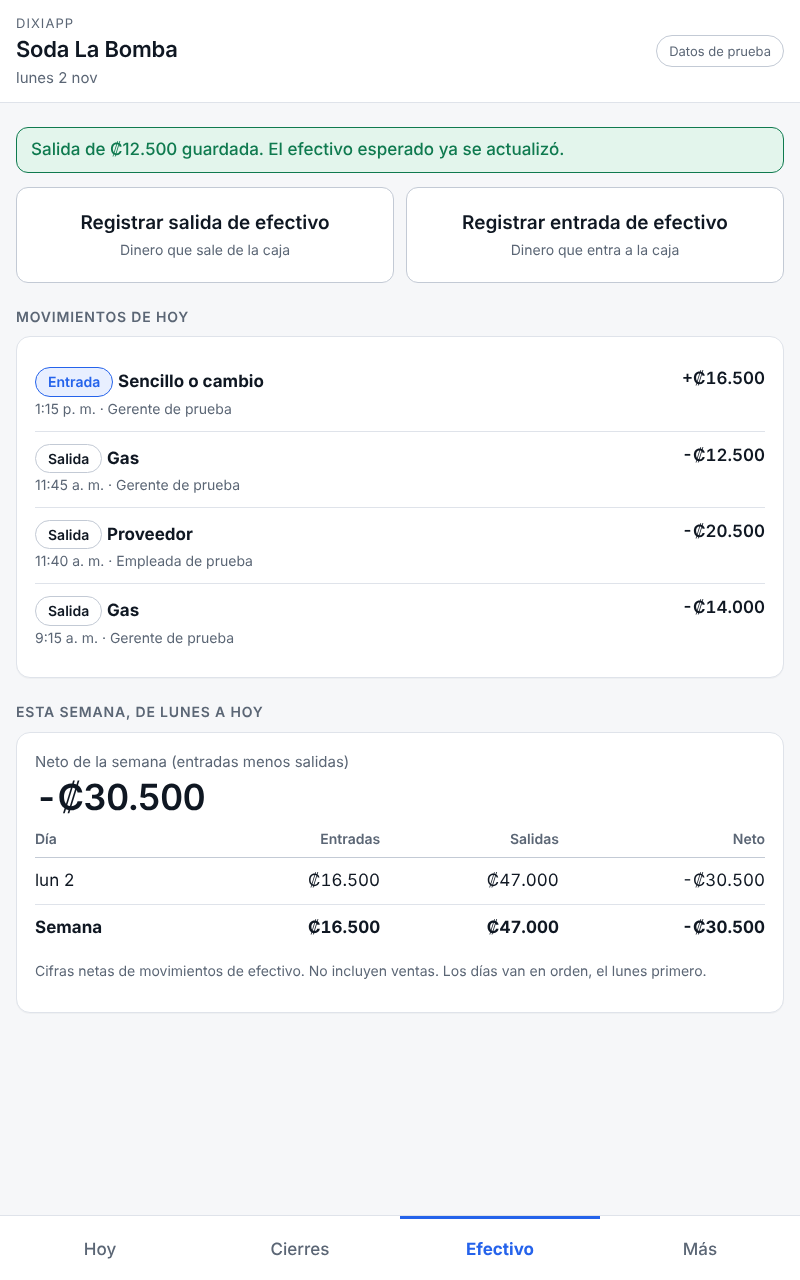 DIXIAPP
Soda La Bomba
lunes 2 nov
Datos de prueba
Salida de ₡12.500 guardada. El efectivo esperado ya se actualizó.
Registrar salida de efectivo
Dinero que sale de la caja
Registrar entrada de efectivo
Dinero que entra a la caja
MOVIMIENTOS DE HOY
Entrada Sencillo o cambio +₡16.500
1:15 p. m. · Gerente de prueba
Salida Gas -₡12.500
11:45 a. m. · Gerente de prueba
Salida Proveedor -₡20.500
11:40 a. m. · Empleada de prueba
Salida Gas -₡14.000
9:15 a. m. · Gerente de prueba
ESTA SEMANA, DE LUNES A HOY
Neto de la semana (entradas menos salidas)
-₡30.500
Día Entradas Salidas Neto
lun 2 ₡16.500 ₡47.000 -₡30.500
Semana ₡16.500 ₡47.000 -₡30.500
Cifras netas de movimientos de efectivo. No incluyen ventas. Los días van en orden, el lunes primero.
Hoy Cierres Efectivo Más